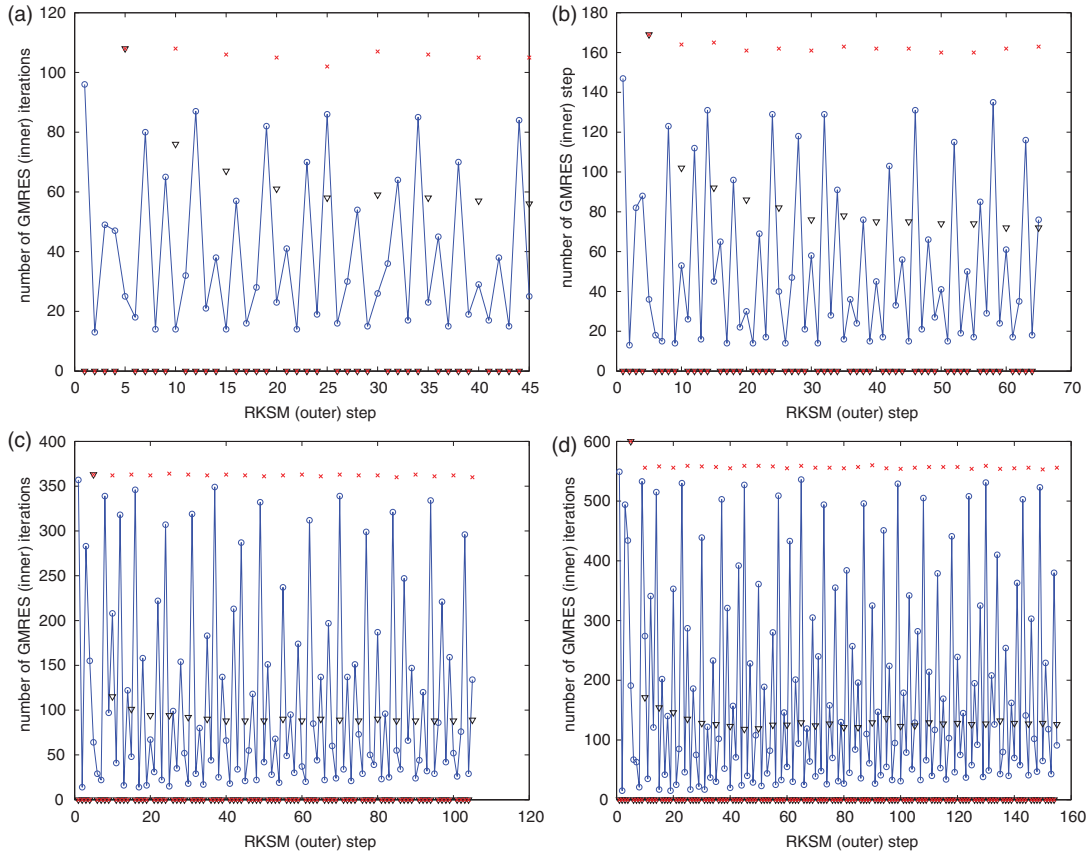 (a)
120
100
80
60
40
20
0
number of GMRES (inner) iterations
0 5 10 15 20 25 30 35 40 45
RKSM (outer) step
(b)
180
160
140
120
100
80
60
40
20
0
number of GMRES (inner) step
0 10 20 30 40 50 60 70
RKSM (outer) step
(c)
400
350
300
250
200
150
100
50
0
number of GMRES (inner) iterations
0 20 40 60 80 100 120
RKSM (outer) step
(d)
600
500
400
300
200
100
0
number of GMRES (inner) iterations
0 20 40 60 80 100 120 140 160
RKSM (outer) step